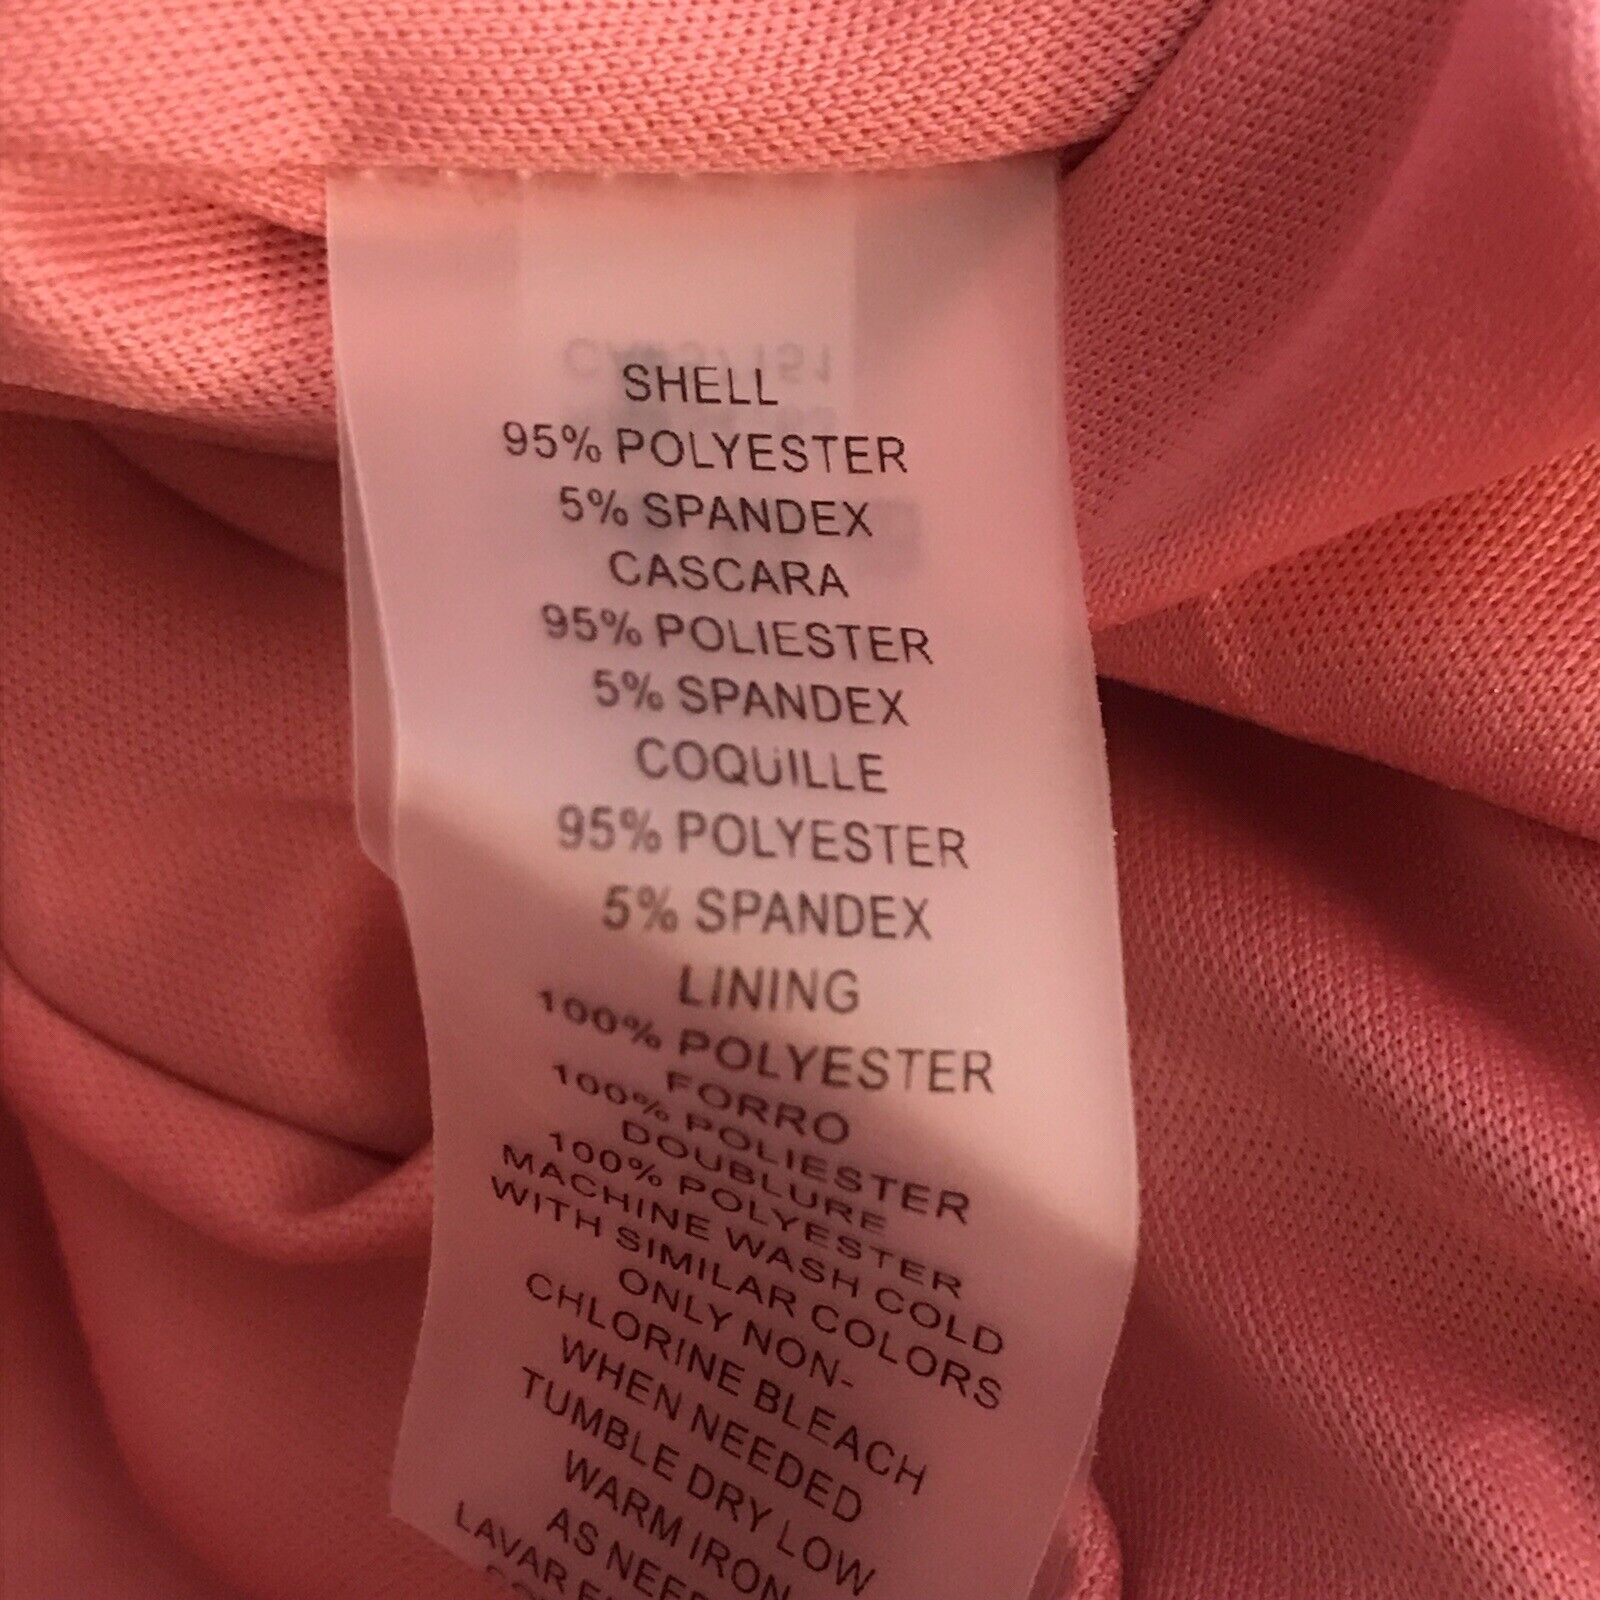 SHELL
95% POLYESTER
5% SPANDEX
CASCARA
95% POLIESTER
5% SPANDEX
COQUILLE
95% POLYESTER
5% SPANDEX
LINING
100% POLYESTER
FORRO
100% POLIESTER
DOUBLURE
100% POLYESTER
MACHINE WASH COLD
WITH SIMILAR COLORS
ONLY NON-
CHLORINE BLEACH
WHEN NEEDED
TUMBLE DRY LOW
WARM IRON
AS
LAVAR